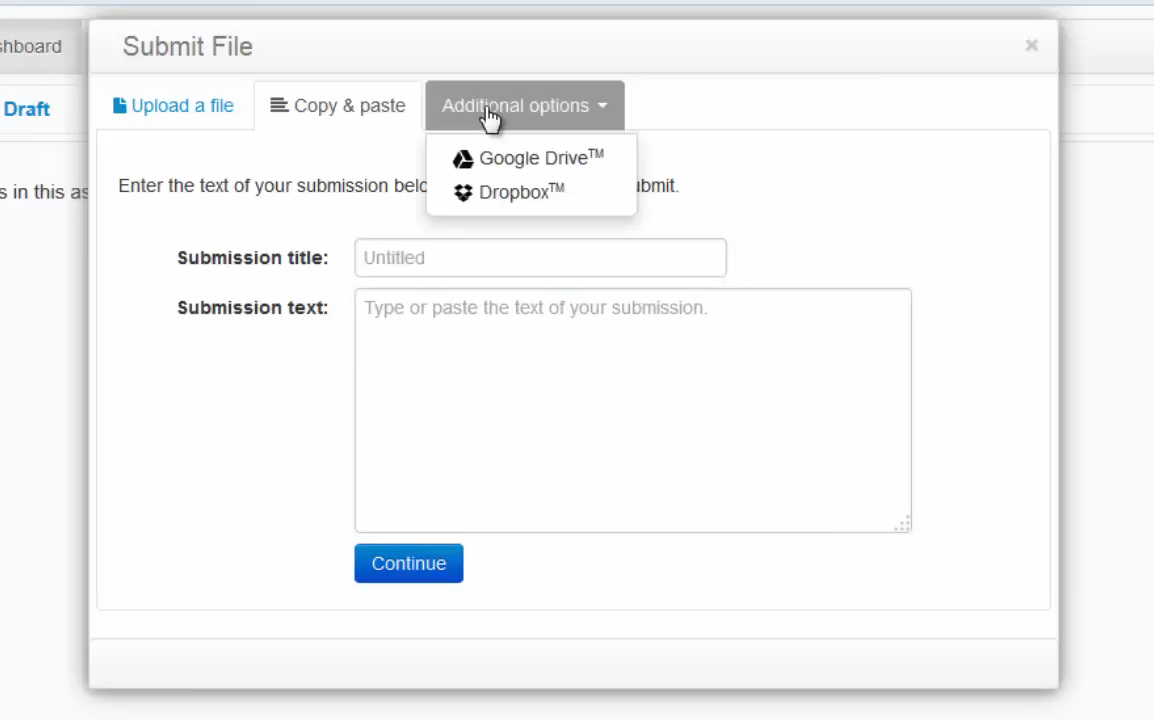 Submit File
×
shboard
Upload a file
Copy & paste
Additional options
Draft
Google Drive™
Dropbox™
Enter the text of your submission belo ubmit.
s in this as
Submission title:
Untitled
Submission text:
Type or paste the text of your submission.
Continue